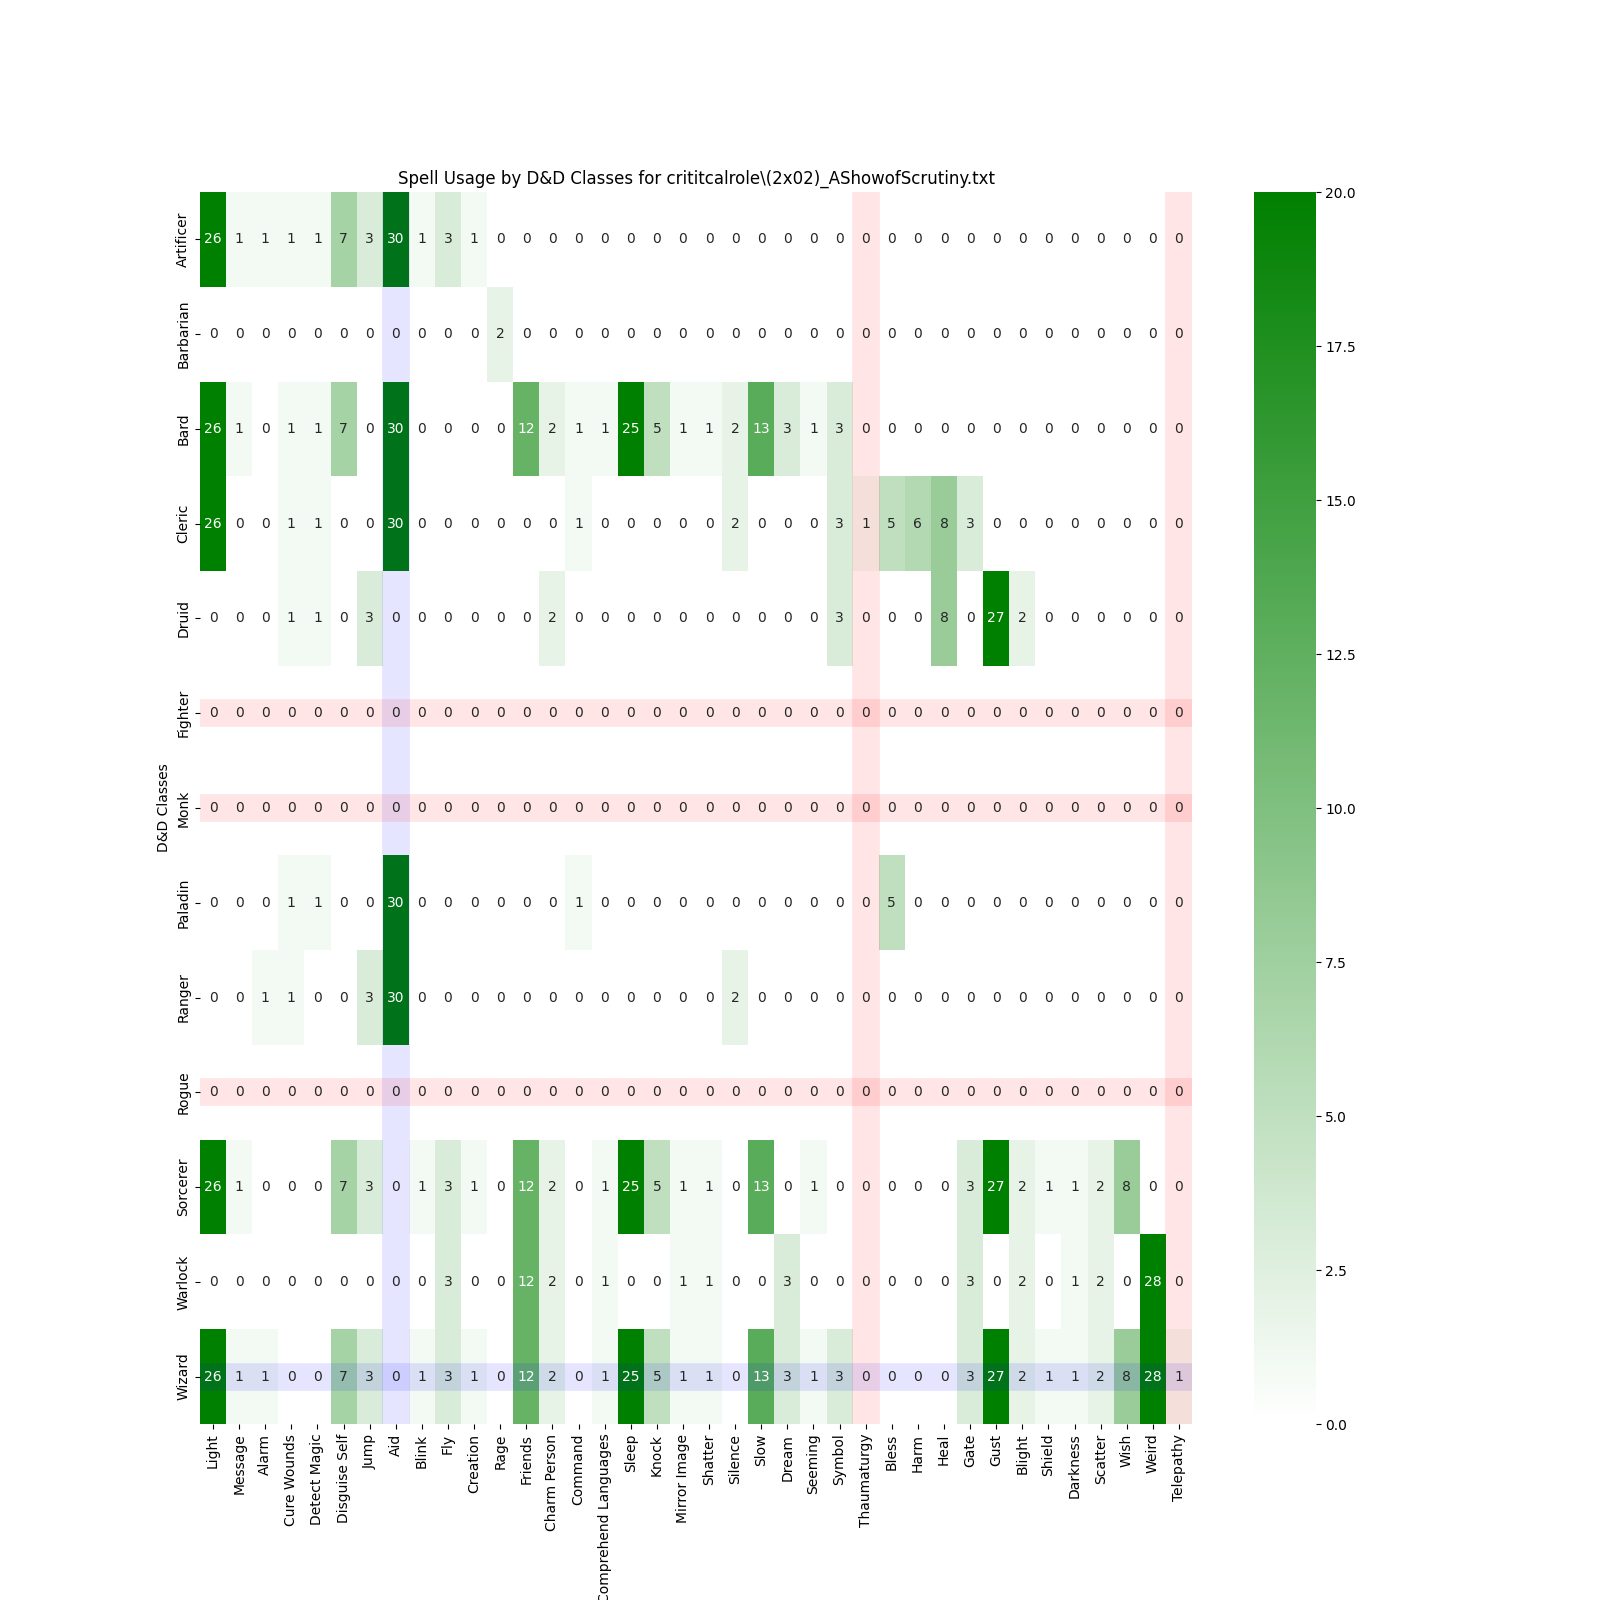 Spell Usage by D&D Classes for crititcalrole\(2x02)_AShowofScrutiny.txt
D&D Classes
Artificer 26 1 1 1 1 7 3 30 1 3 1 0 0 0 0 0 0 0 0 0 0 0 0 0 0 0 0 0 0 0 0 0 0 0 0 0 0 0
Barbarian 0 0 0 0 0 0 0 0 0 0 0 2 0 0 0 0 0 0 0 0 0 0 0 0 0 0 0 0 0 0 0 0 0 0 0 0 0 0
Bard 26 1 0 1 1 7 0 30 0 0 0 0 12 2 1 1 25 5 1 1 2 13 3 1 3 0 0 0 0 0 0 0 0 0 0 0 0 0
Cleric 26 0 0 1 1 0 0 30 0 0 0 0 0 0 1 0 0 0 0 0 2 0 0 0 3 1 5 6 8 3 0 0 0 0 0 0 0 0
Druid 0 0 0 1 1 0 3 0 0 0 0 0 0 2 0 0 0 0 0 0 0 0 0 0 3 0 0 0 8 0 27 2 0 0 0 0 0 0
Fighter 0 0 0 0 0 0 0 0 0 0 0 0 0 0 0 0 0 0 0 0 0 0 0 0 0 0 0 0 0 0 0 0 0 0 0 0 0 0
Monk 0 0 0 0 0 0 0 0 0 0 0 0 0 0 0 0 0 0 0 0 0 0 0 0 0 0 0 0 0 0 0 0 0 0 0 0 0 0
Paladin 0 0 0 1 1 0 0 30 0 0 0 0 0 0 1 0 0 0 0 0 0 0 0 0 0 0 5 0 0 0 0 0 0 0 0 0 0 0
Ranger 0 0 1 1 0 0 3 30 0 0 0 0 0 0 0 0 0 0 0 0 2 0 0 0 0 0 0 0 0 0 0 0 0 0 0 0 0 0
Rogue 0 0 0 0 0 0 0 0 0 0 0 0 0 0 0 0 0 0 0 0 0 0 0 0 0 0 0 0 0 0 0 0 0 0 0 0 0 0
Sorcerer 26 1 0 0 0 7 3 0 1 3 1 0 12 2 0 1 25 5 1 1 0 13 0 1 0 0 0 0 0 3 27 2 1 1 2 8 0 0
Warlock 0 0 0 0 0 0 0 0 0 3 0 0 12 2 0 1 0 0 1 1 0 0 3 0 0 0 0 0 0 3 0 2 0 1 2 0 28 0
Wizard 26 1 1 0 0 7 3 0 1 3 1 0 12 2 0 1 25 5 1 1 0 13 3 1 3 0 0 0 0 3 27 2 1 1 2 8 28 1
Light
Message
Alarm
Cure Wounds
Detect Magic
Disguise Self
Jump
Aid
Blink
Fly
Creation
Rage
Friends
Charm Person
Command
Comprehend Languages
Sleep
Knock
Mirror Image
Shatter
Silence
Slow
Dream
Seeming
Symbol
Thaumaturgy
Bless
Harm
Heal
Gate
Gust
Blight
Shield
Darkness
Scatter
Wish
Weird
Telepathy
20.0
17.5
15.0
12.5
10.0
7.5
5.0
2.5
0.0